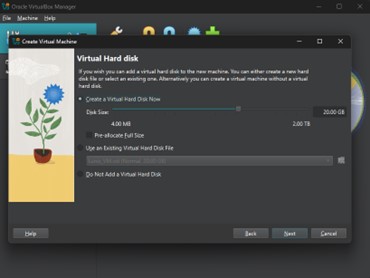 Oracle VirtualBox Manager
File Machine Help
Create Virtual Machine
Virtual Hard disk
If you wish you can add a virtual hard disk to the new machine. You can either create a new hard
disk file or select an existing one. Alternatively you can create a virtual machine without a virtual
hard disk.
Create a Virtual Hard Disk Now
Disk Size:
20.00 GB
4.00 MB
2.00 TB
Pre-allocate Full Size
Use an Existing Virtual Hard Disk File
Do Not Add a Virtual Hard Disk
Help
Back
Next
Cancel